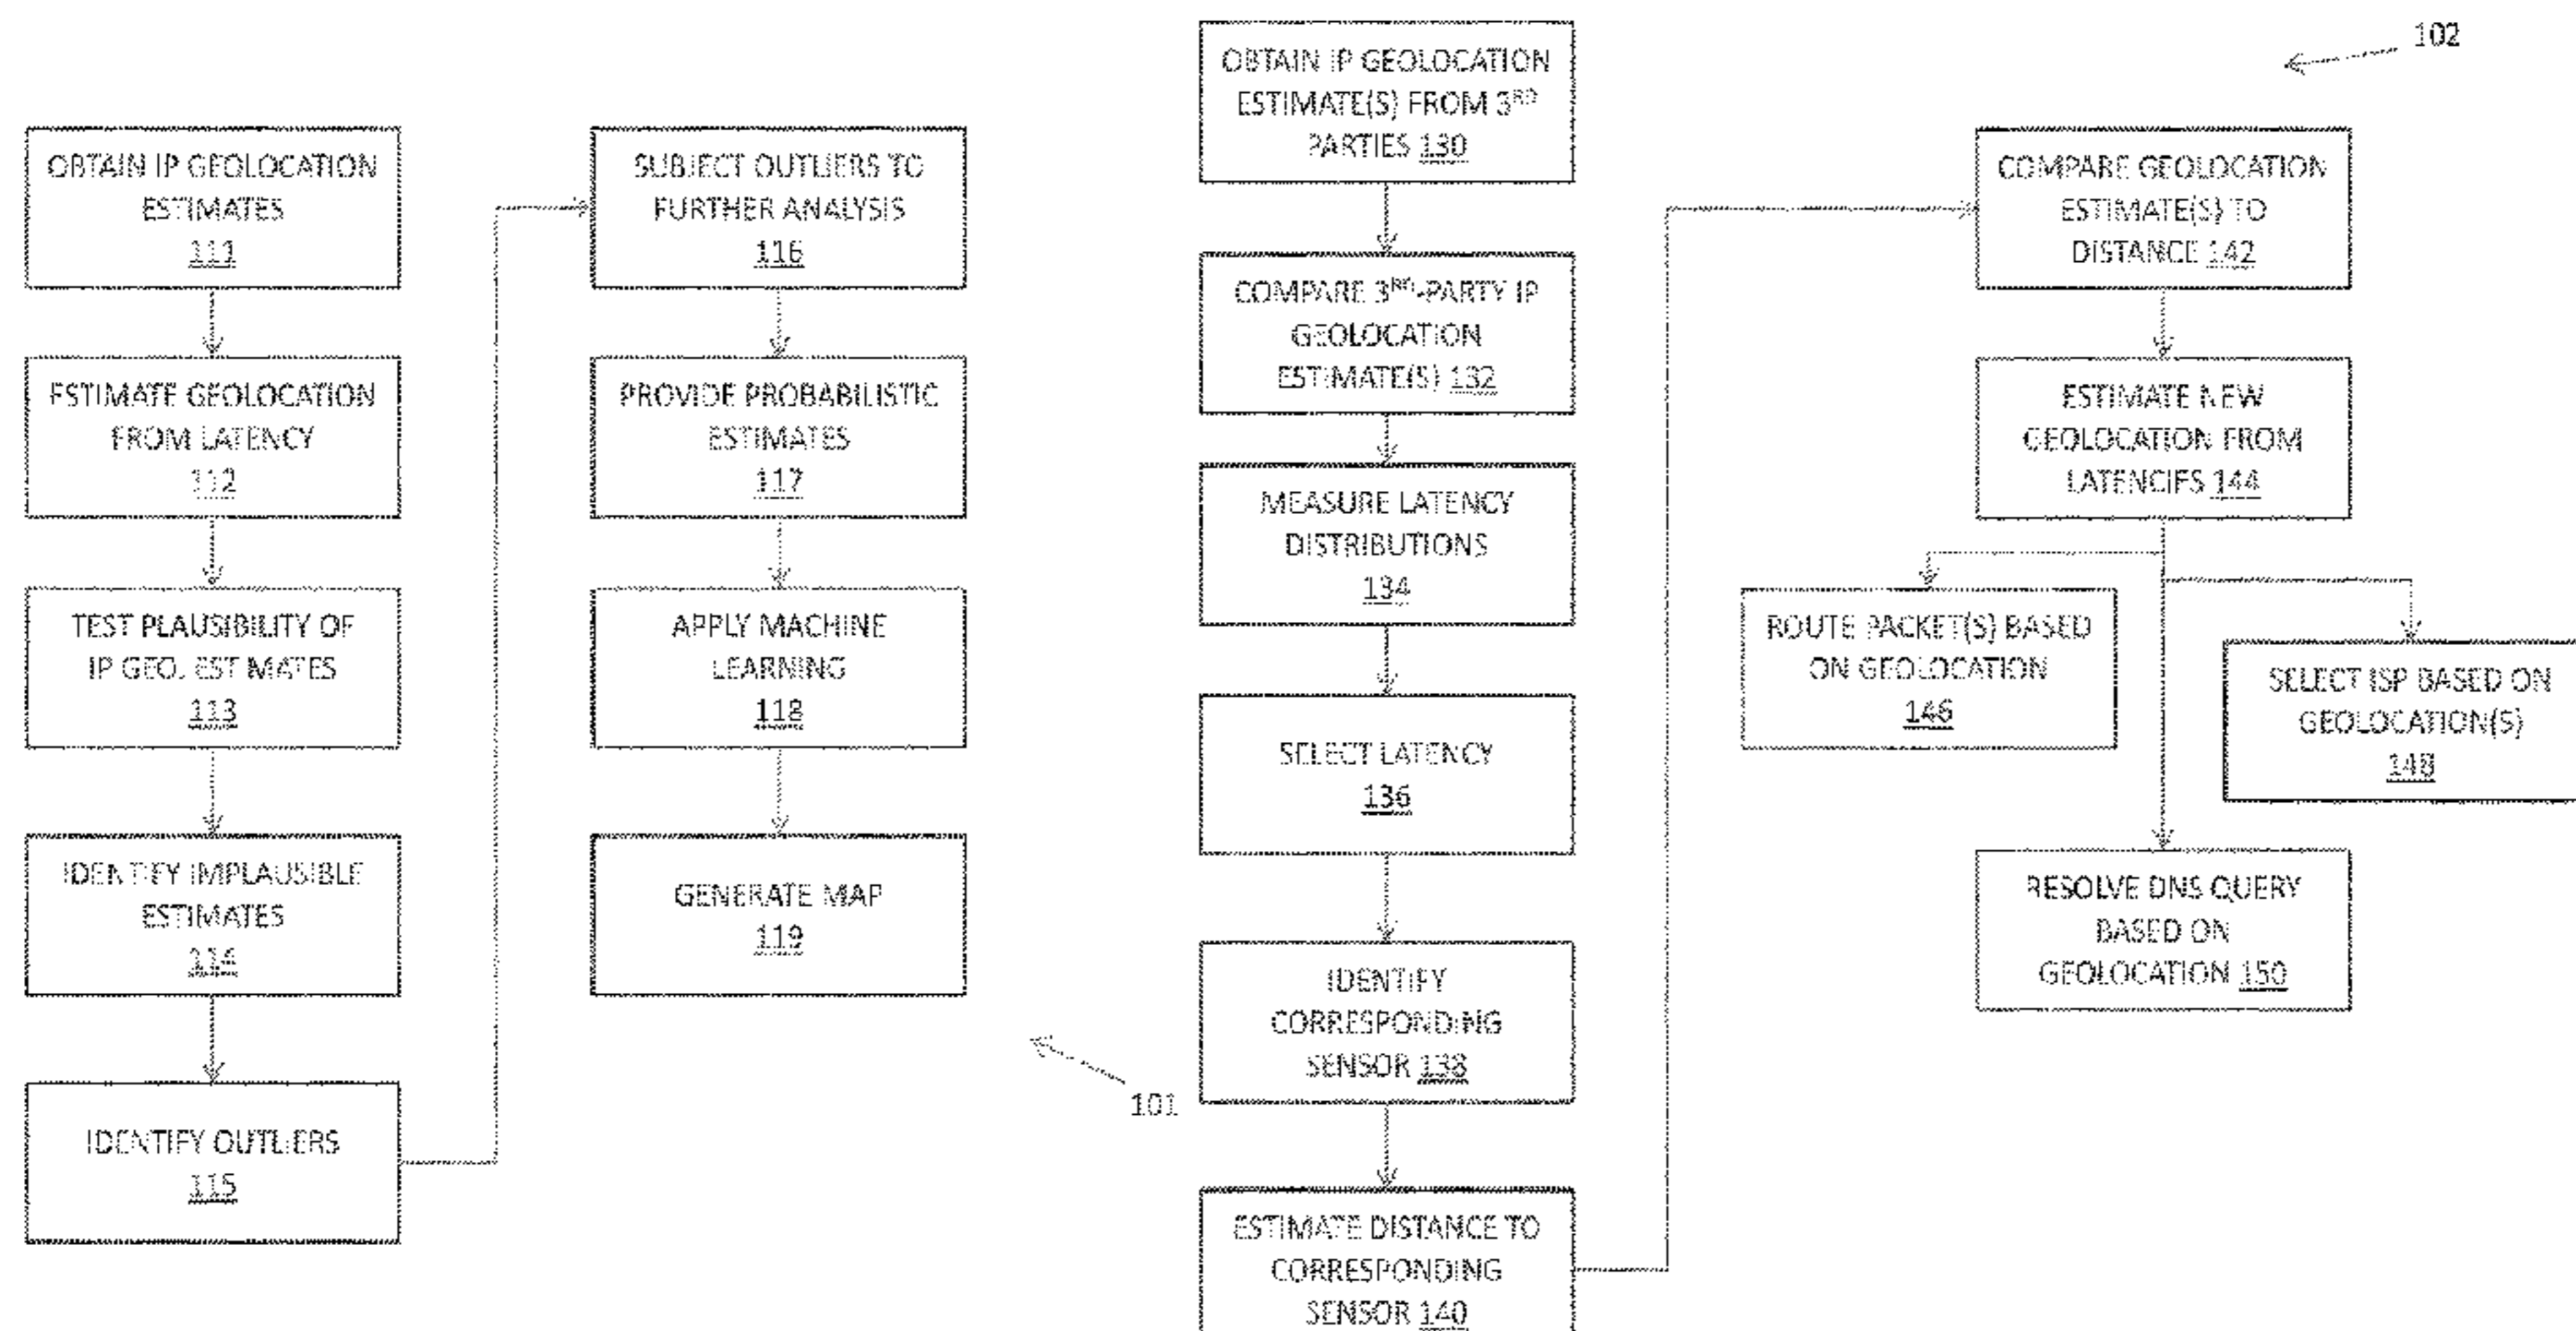 OBTAIN IP GEOLOCATION
ESTIMATES
111
ESTIMATE GEOLOCATION
FROM LATENCY
112
TEST PLAUSIBILITY OF
IP GEO. ESTIMATES
113
IDENTIFY IMPLAUSIBLE
ESTIMATES
114
IDENTIFY OUTLIERS
115
SUBJECT OUTLIERS TO
FURTHER ANALYSIS
116
PROVIDE PROBABILISTIC
ESTIMATES
117
APPLY MACHINE
LEARNING
118
GENERATE MAP
119
101
OBTAIN IP GEOLOCATION
ESTIMATE(S) FROM 3RD
PARTIES 130
COMPARE 3RD-PARTY IP
GEOLOCATION
ESTIMATE(S) 132
MEASURE LATENCY
DISTRIBUTIONS
134
SELECT LATENCY
136
IDENTIFY
CORRESPONDING
SENSOR 138
ESTIMATE DISTANCE TO
CORRESPONDING
SENSOR 140
102
COMPARE GEOLOCATION
ESTIMATE(S) TO
DISTANCE 142
ESTIMATE NEW
GEOLOCATION FROM
LATENCIES 144
ROUTE PACKET(S) BASED
ON GEOLOCATION
146
SELECT ISP BASED ON
GEOLOCATION(S)
148
RESOLVE DNS QUERY
BASED ON
GEOLOCATION 150